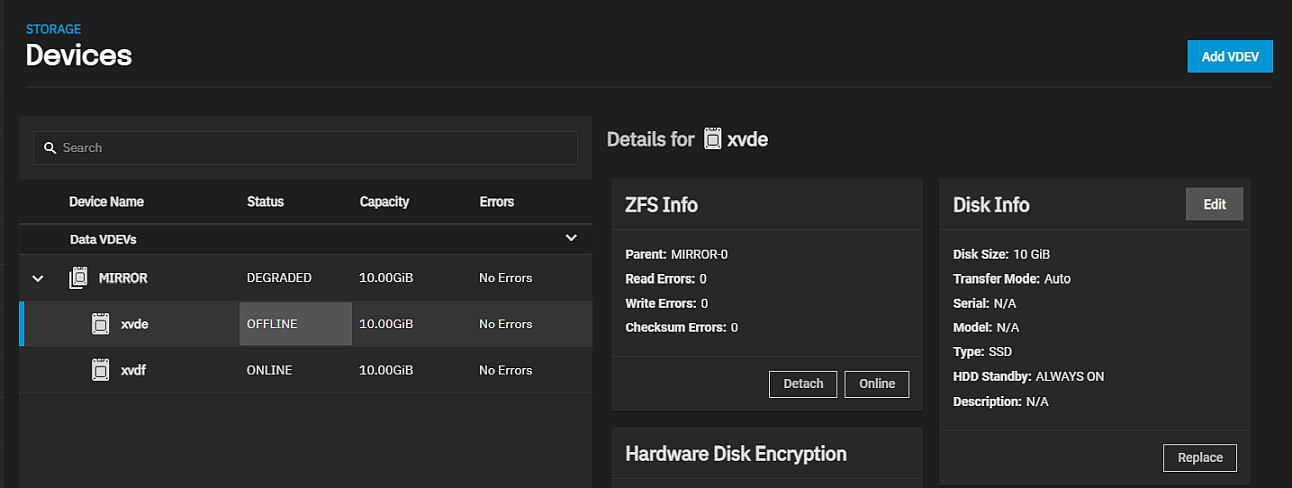 STORAGE
Devices
Add VDEV
Search
Device Name Status Capacity Errors
Data VDEVs
MIRROR DEGRADED 10.00GiB No Errors
xvde OFFLINE 10.00GiB No Errors
xvdf ONLINE 10.00GiB No Errors
Details for xvde
ZFS Info
Parent: MIRROR-0
Read Errors: 0
Write Errors: 0
Checksum Errors: 0
Detach Online
Hardware Disk Encryption
Disk Info Edit
Disk Size: 10 GiB
Transfer Mode: Auto
Serial: N/A
Model: N/A
Type: SSD
HDD Standby: ALWAYS ON
Description: N/A
Replace